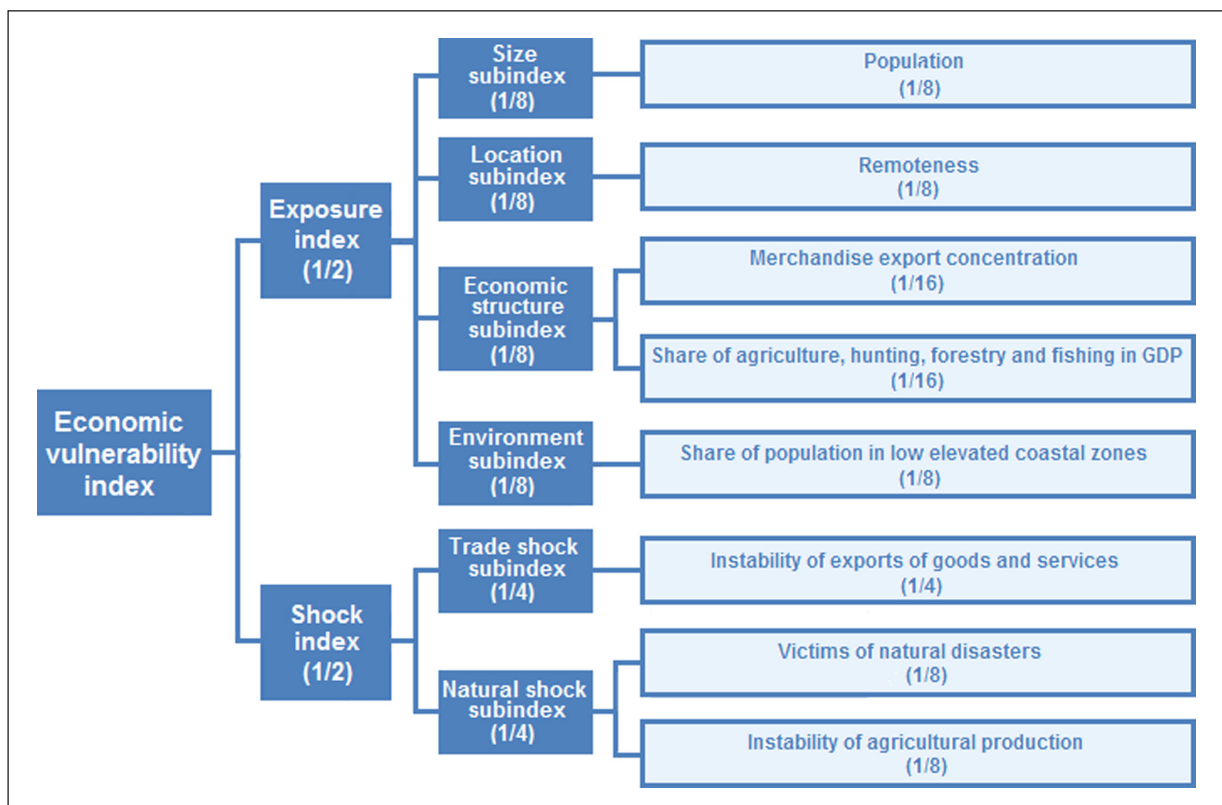 Economic
vulnerability
index
Exposure
index
(1/2)
Size
subindex
(1/8)
Population
(1/8)
Location
subindex
(1/8)
Remoteness
(1/8)
Economic
structure
subindex
(1/8)
Merchandise export concentration
(1/16)
Share of agriculture, hunting, forestry and fishing in GDP
(1/16)
Environment
subindex
(1/8)
Share of population in low elevated coastal zones
(1/8)
Shock
index
(1/2)
Trade shock
subindex
(1/4)
Instability of exports of goods and services
(1/4)
Natural shock
subindex
(1/4)
Victims of natural disasters
(1/8)
Instability of agricultural production
(1/8)